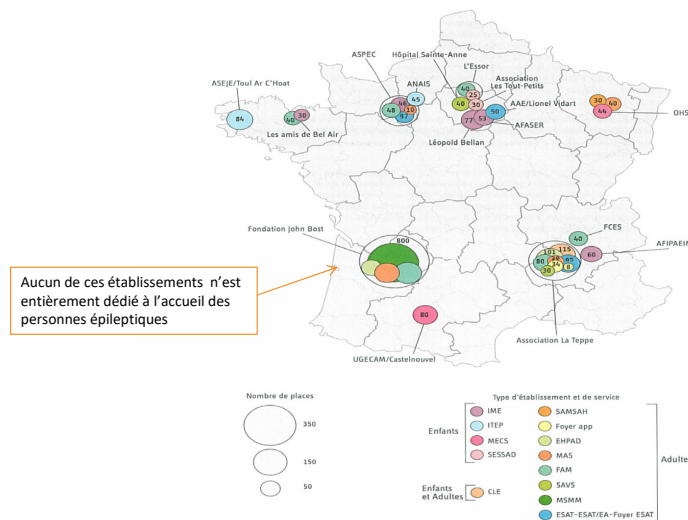 ASPEC
Hôpital Sainte-Anne
L'Essor
Association
Les Tout-Petits
ASEJE/Toul Ar C'Hoat
ANAIS
AAE/Lionel Vidart
OHS
40
25
45
46
48
10
97
40
30
50
30
40
44
84
40
30
77
53
AFASER
Les amis de Bel Air
Léopold Bellan
Fondation John Bost
800
FCES
40
AFIPAEIM
115
101
60
80
65
34
8
30
Aucun de ces établissements n'est
entièrement dédié à l'accueil des
personnes épileptiques
80
Association La Teppe
UGECAM/Castelnouvel
Nombre de places
350
150
50
Type d'établissement et de service
Enfants
IME
ITEP
MECS
SESSAD
Enfants
et Adultes
CLE
SAMSAH
Foyer app
EHPAD
MAS
FAM
SAVS
MSMM
ESAT-ESAT/EA-Foyer ESAT
Adulte